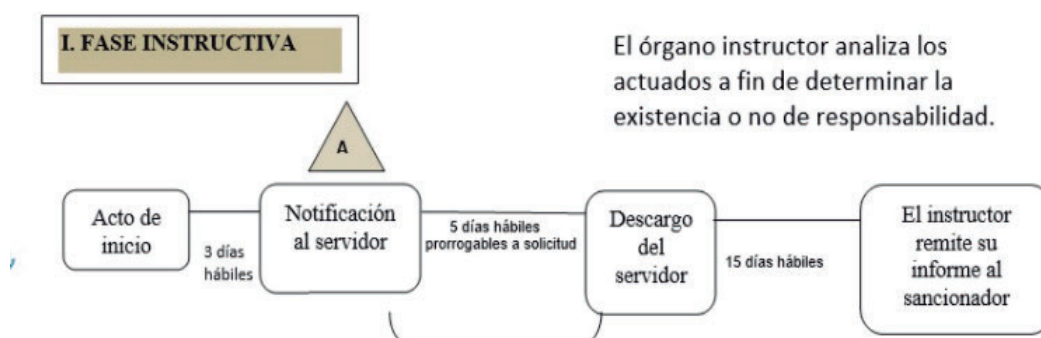 I. FASE INSTRUCTIVA
El órgano instructor analiza los
actuados a fin de determinar la
existencia o no de responsabilidad.
A
Acto de
inicio
3 días
hábiles
Notificación
al servidor
5 días hábiles
prorrogables a solicitud
Descargo
del
servidor
15 días hábiles
El instructor
remite su
informe al
sancionador